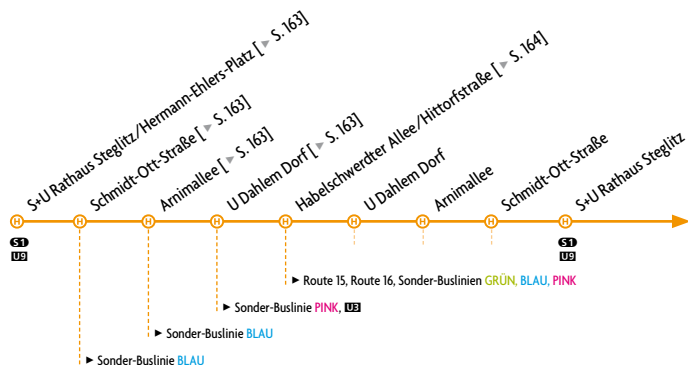 S+U Rathaus Steglitz/Hermann-Ehlers-Platz [ ► S. 163]
Schmidt-Ott-Straße [ ► S. 163]
Arnimallee [ ► S. 163]
U Dahlem Dorf [ ► S. 163]
Habelschwerdter Allee/Hittorfstraße [ ► S. 164]
U Dahlem Dorf
Arnimallee
Schmidt-Ott-Straße
S+U Rathaus Steglitz
H H H H H H H H H
S1
U9
S1
U9
► Route 15, Route 16, Sonder-Buslinien GRÜN, BLAU, PINK
► Sonder-Buslinie PINK, U3
► Sonder-Buslinie BLAU
► Sonder-Buslinie BLAU